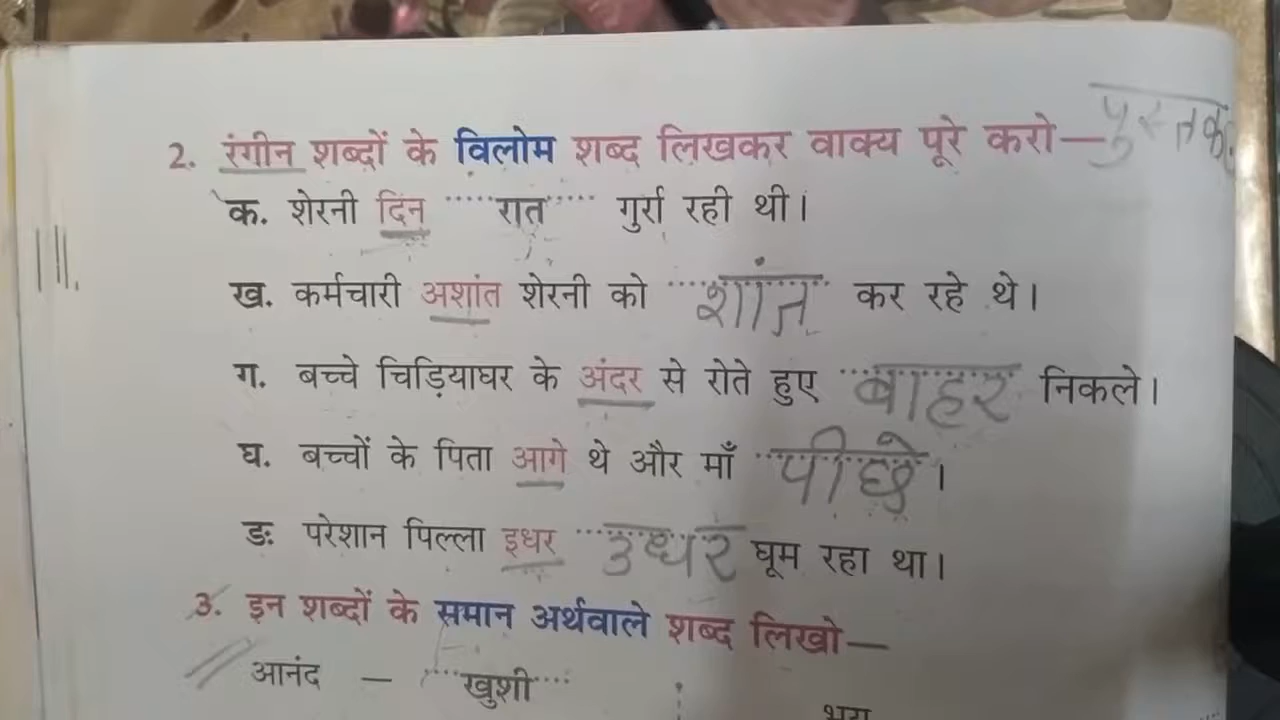 पुस्तक
2. रंगीन शब्दों के विलोम शब्द लिखकर वाक्य पूरे करो—
क. शेरनी दिन ····· रात ····· गुर्रा रही थी।
ख. कर्मचारी अशांत शेरनी को शांत कर रहे थे।
ग. बच्चे चिड़ियाघर के अंदर से रोते हुए बाहर निकले।
घ. बच्चों के पिता आगे थे और माँ पीछे।
ङ. परेशान पिल्ला इधर उधर घूम रहा था।
3. इन शब्दों के समान अर्थवाले शब्द लिखो—
आनंद — ····· खुशी ·····